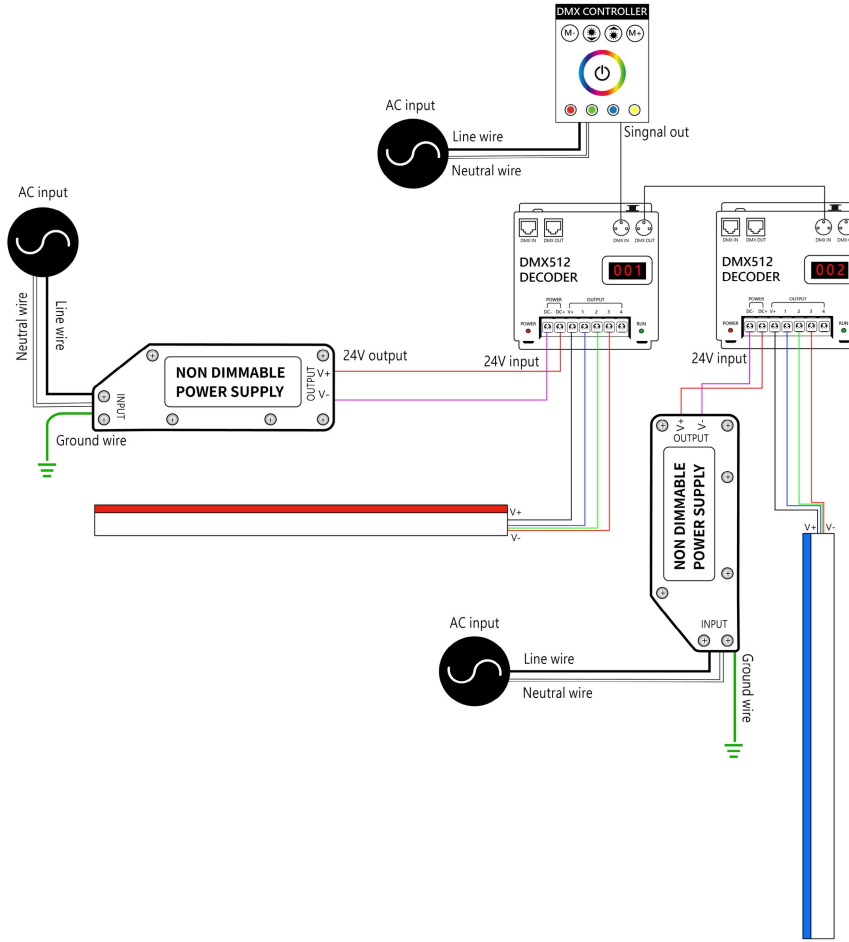 DMX CONTROLLER
M-
M+
AC input
Line wire
Neutral wire
Singnal out
AC input
Neutral wire
Line wire
DMX IN
DMX OUT
DMX IN
DMX OUT
DMX512
DECODER
001
POWER
OUTPUT
DC-
DC+
V+
1
2
3
4
POWER
RUN
DMX IN
DMX OUT
DMX IN
DMX
DMX512
DECODER
002
POWER
OUTPUT
DC-
DC+
V+
1
2
3
4
POWER
RUN
24V output
24V input
24V input
NON DIMMABLE
POWER SUPPLY
INPUT
OUTPUT
V+
V-
Ground wire
V+
V-
OUTPUT
NON DIMMABLE
POWER SUPPLY
INPUT
V+
V-
V+
V-
AC input
Line wire
Neutral wire
Ground wire